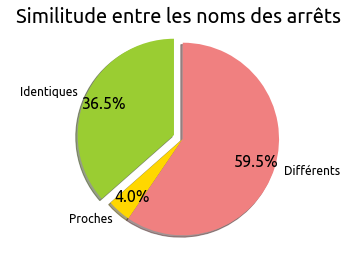 Similitude entre les noms des arrêts
Identiques
36.5%
59.5%
Différents
4.0%
Proches